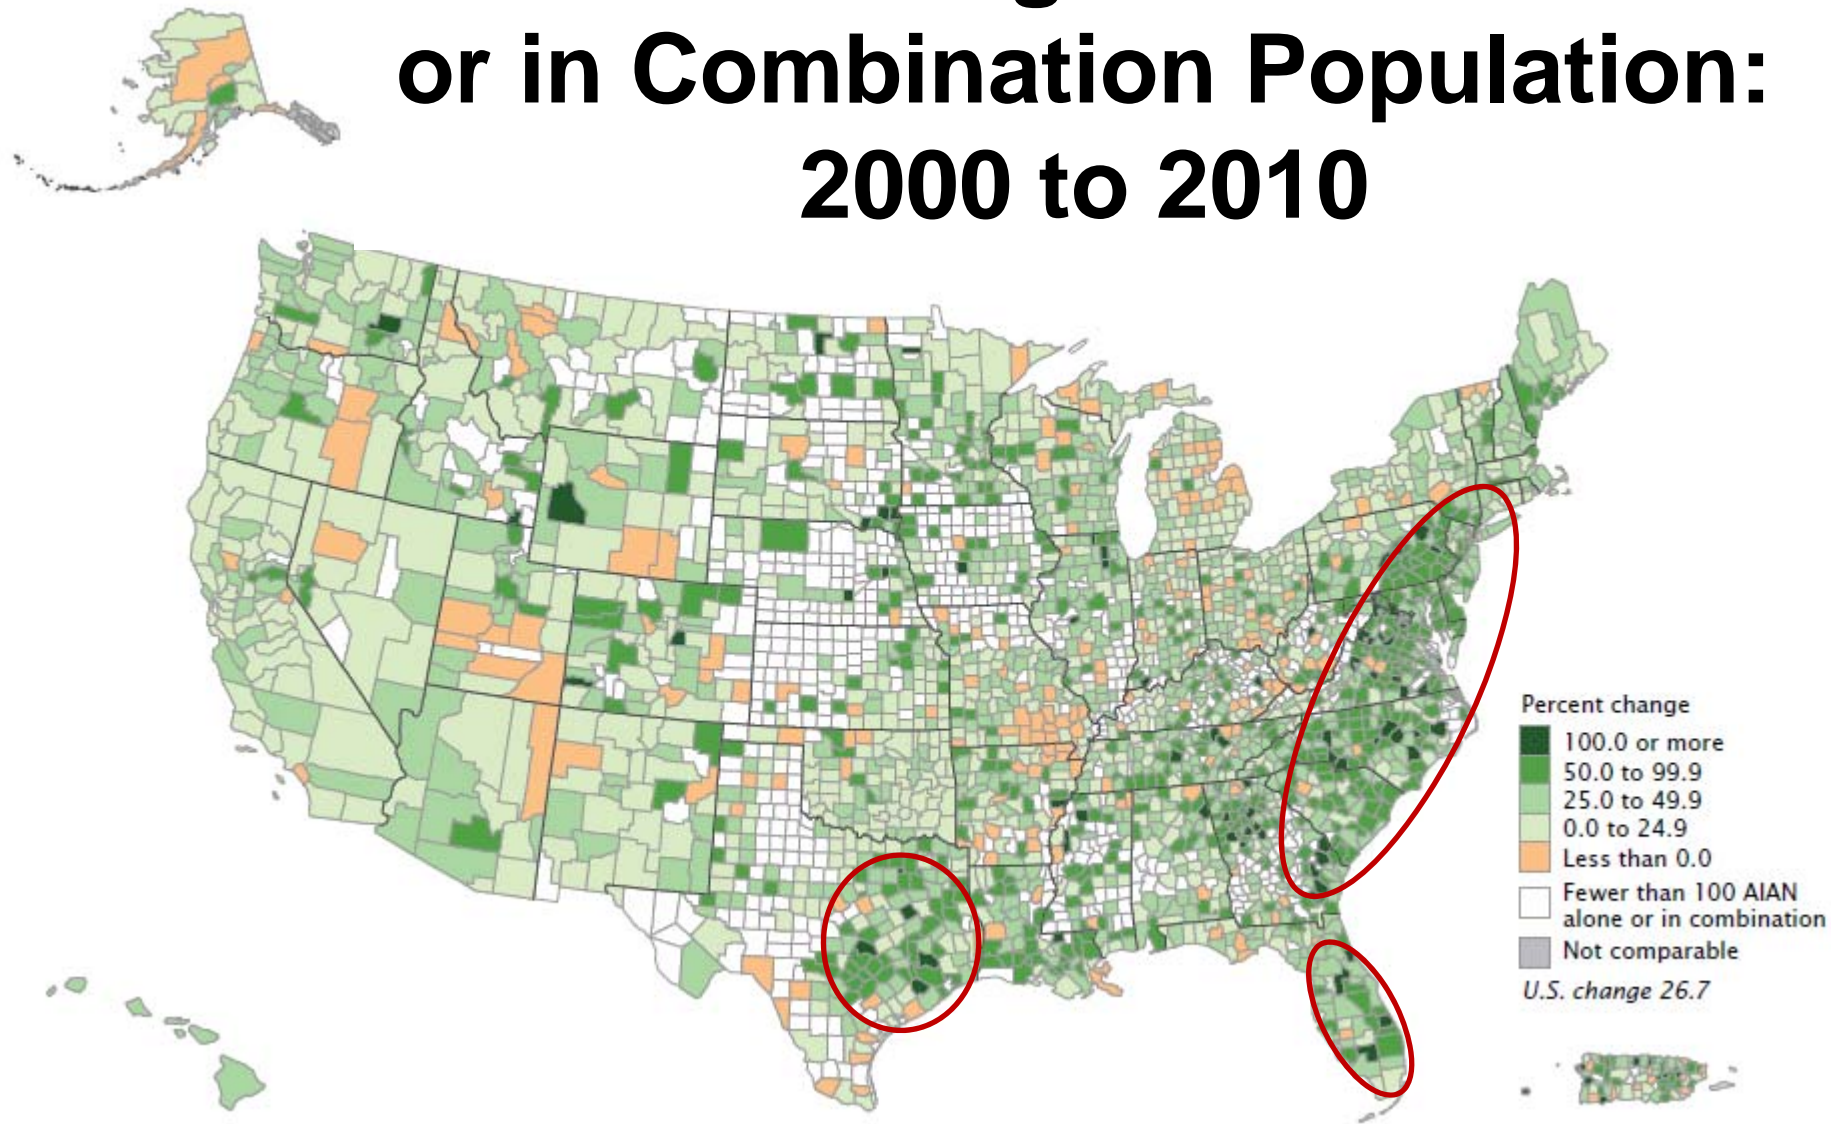 or in Combination Population:
2000 to 2010
Percent change
100.0 or more
50.0 to 99.9
25.0 to 49.9
0.0 to 24.9
Less than 0.0
Fewer than 100 AIAN
alone or in combination
Not comparable
U.S. change 26.7